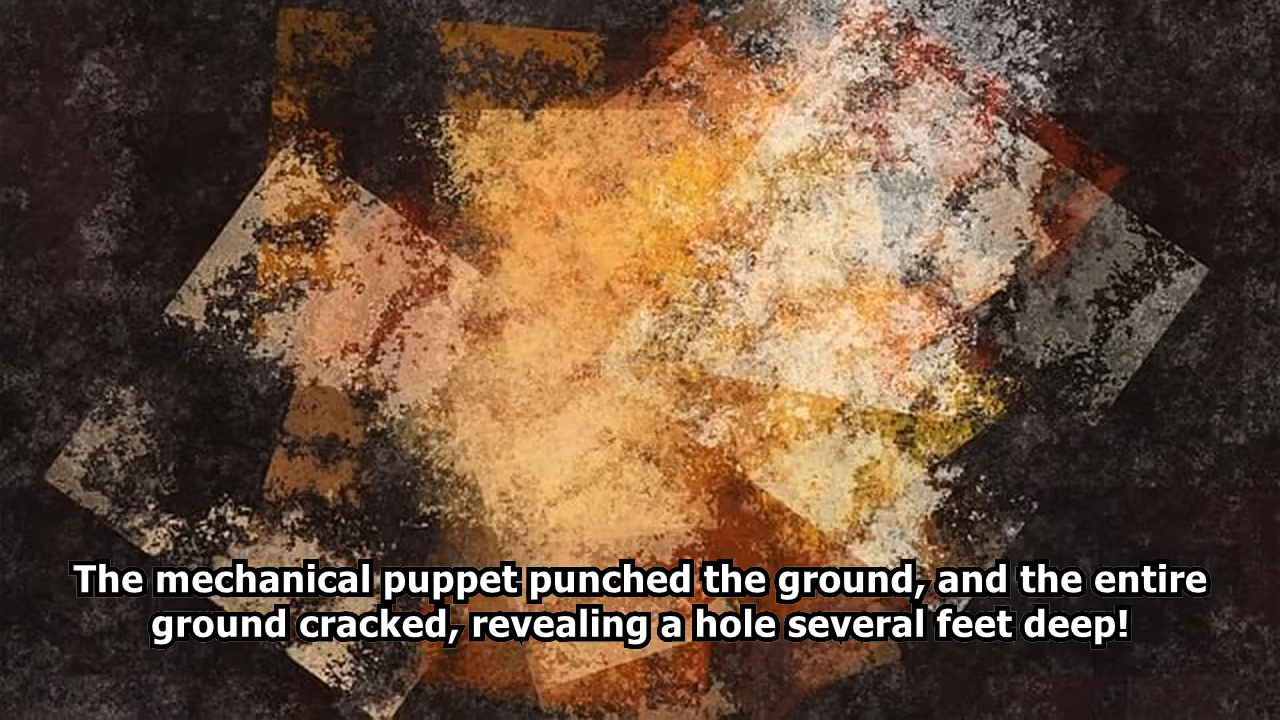 The mechanical puppet punched the ground, and the entire
ground cracked, revealing a hole several feet deep!